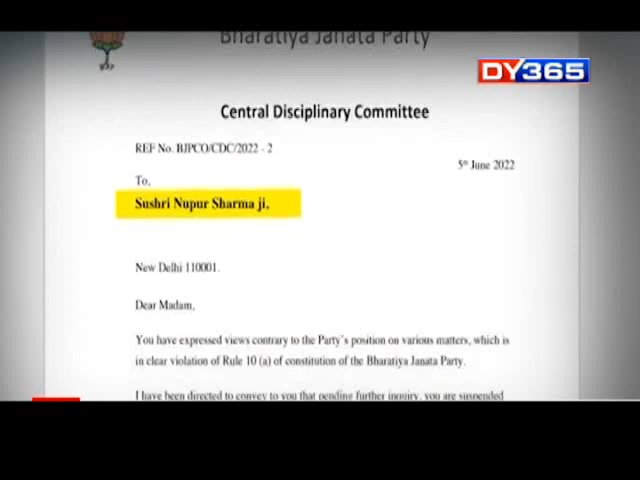 Bharatiya Janata Party
DY365
Central Disciplinary Committee
REF No. BJPCO/CDC/2022 - 2
5th June 2022
To,
Sushri Nupur Sharma ji,
New Delhi 110001.
Dear Madam,
You have expressed views contrary to the Party's position on various matters, which is
in clear violation of Rule 10 (a) of constitution of the Bharatiya Janata Party.
I have been directed to convey to you that pending further inquiry, you are suspended